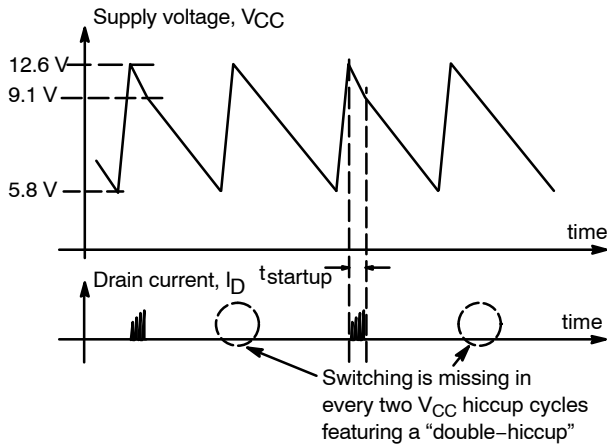 Supply voltage, VCC
12.6 V
9.1 V
5.8 V
time
Drain current, ID
tstartup
time
Switching is missing in
every two VCC hiccup cycles
featuring a “double−hiccup”